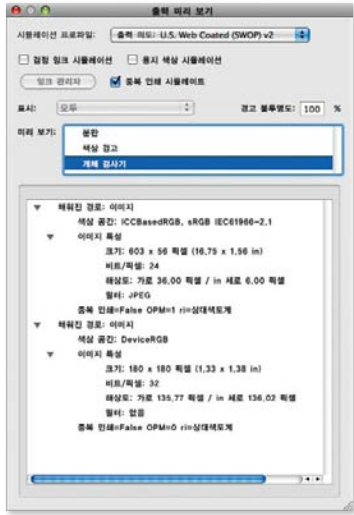 출력 미리 보기
시뮬레이션 프로파일: 출력 의도: U.S. Web Coated (SWOP) v2
검정 잉크 시뮬레이션 용지 색상 시뮬레이션
잉크 관리자 중복 인쇄 시뮬레이트
표시: 모두 경고 불투명도: 100 %
미리 보기: 분판
색상 경고
개체 검사기
채워진 경로: 이미지
색상 공간: ICCBasedRGB, sRGB IEC61966-2,1
이미지 특성
크기: 603 x 56 픽셀 (16,75 x 1,56 in)
비트/픽셀: 24
해상도: 가로 36,00 픽셀 / in 세로 6,00 픽셀
필터: JPEG
중복 인쇄=False OPM=1 ri=상대색도계
채워진 경로: 이미지
색상 공간: DeviceRGB
이미지 특성
크기: 180 x 180 픽셀 (1,33 x 1,38 in)
비트/픽셀: 32
해상도: 가로 135,77 픽셀 / in 세로 136,02 픽셀
필터: 없음
중복 인쇄=False OPM=0 ri=상대색도계